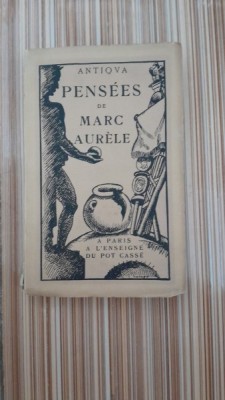 ANTIQVA
PENSÉES
DE
MARC
AURÈLE
A PARIS
A L'ENSEIGNE
DU POT CASSÉ